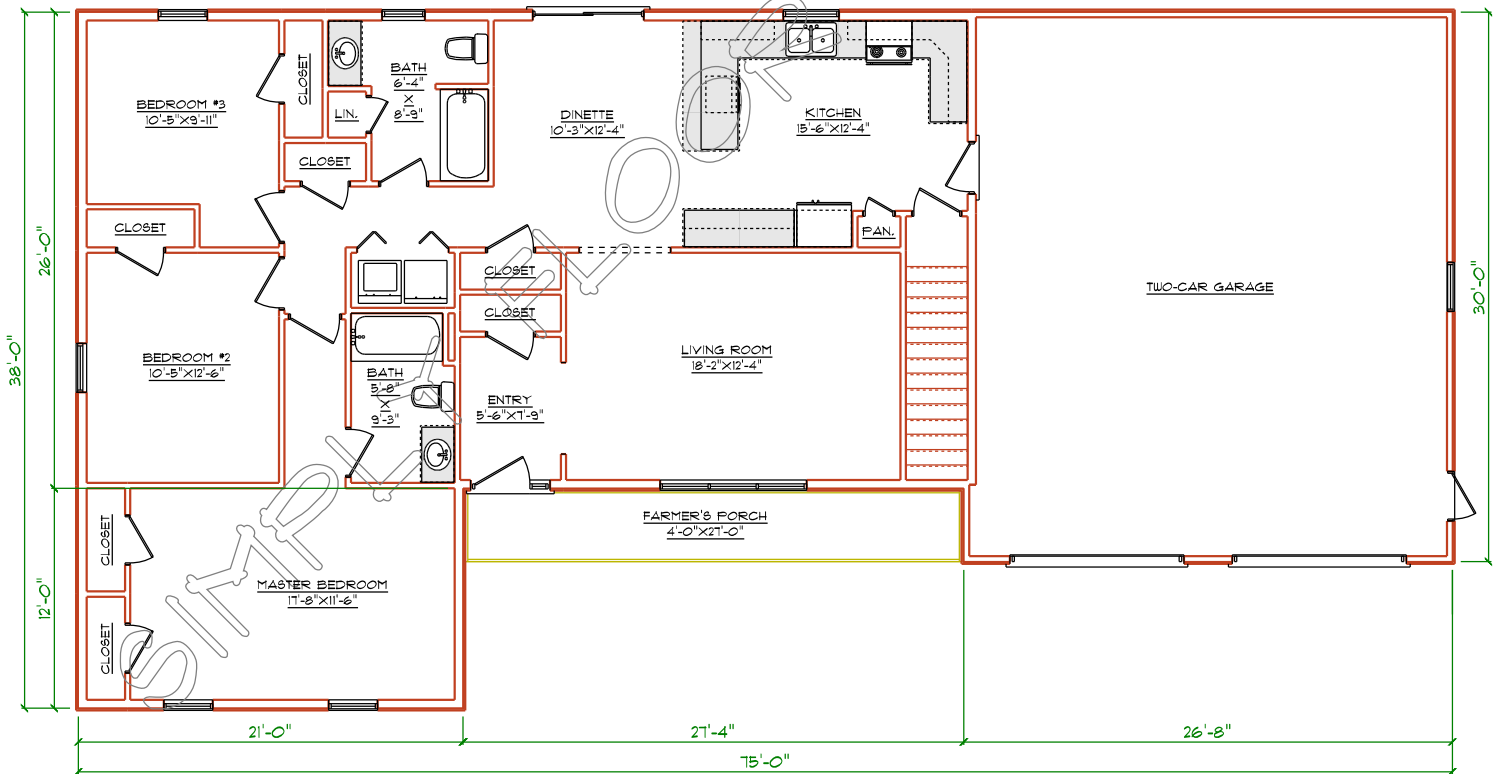 BEDROOM #3
10'-5"X9'-11"
CLOSET
BATH
6'-4"
X
8'-9"
LIN.
CLOSET
DINETTE
10'-3"X12'-4"
KITCHEN
15'-6"X12'-4"
CLOSET
PAN.
CLOSET
CLOSET
BEDROOM #2
10'-5"X12'-6"
BATH
5'-8"
X
9'-3"
ENTRY
5'-6"X7'-9"
LIVING ROOM
18'-2"X12'-4"
TWO-CAR GARAGE
FARMER'S PORCH
4'-0"X27'-0"
CLOSET
CLOSET
MASTER BEDROOM
17'-8"X11'-6"
38'-0"
26'-0"
12'-0"
30'-0"
21'-0"
27'-4"
26'-8"
75'-0"